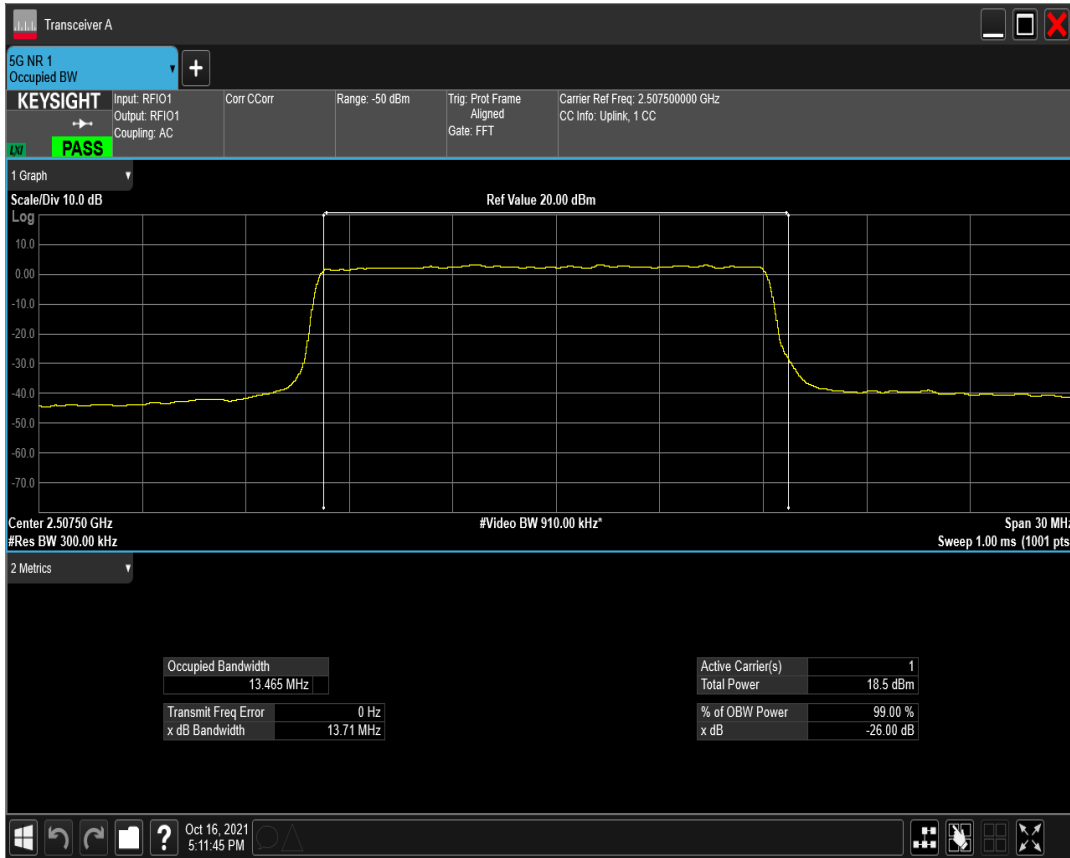 Transceiver A
5G NR 1
Occupied BW
KEYSIGHT
LXI
PASS
Input: RFIO1
Output: RFIO1
Coupling: AC
Corr CCorr
Range: -50 dBm
Trig: Prot Frame
Aligned
Gate: FFT
Carrier Ref Freq: 2.507500000 GHz
CC Info: Uplink, 1 CC
1 Graph
Scale/Div 10.0 dB
Ref Value 20.00 dBm
Log
10.0
0.00
-10.0
-20.0
-30.0
-40.0
-50.0
-60.0
-70.0
Center 2.50750 GHz
#Video BW 910.00 kHz*
Span 30 MHz
#Res BW 300.00 kHz
Sweep 1.00 ms (1001 pts
2 Metrics
Occupied Bandwidth
13.465 MHz
Transmit Freq Error 0 Hz
x dB Bandwidth 13.71 MHz
Active Carrier(s) 1
Total Power 18.5 dBm
% of OBW Power 99.00 %
x dB -26.00 dB
?
Oct 16, 2021
5:11:45 PM